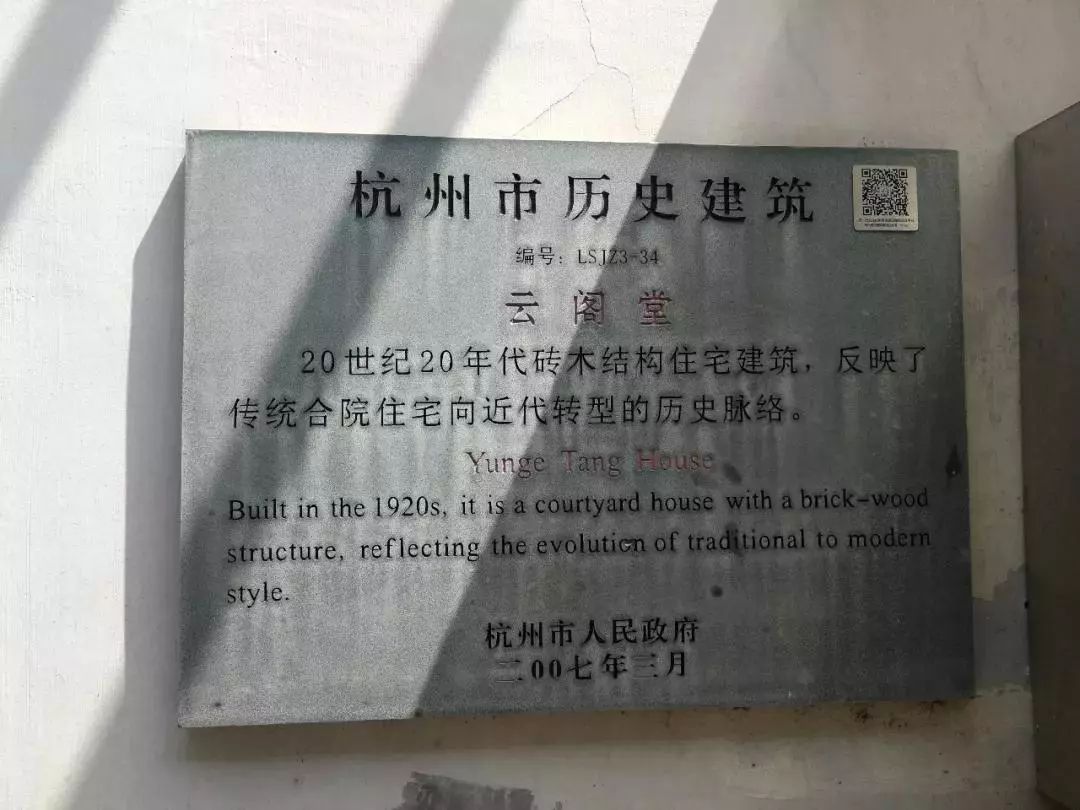 杭州市历史建筑
编号：LSJZ3-34
云阁堂
20世纪20年代砖木结构住宅建筑，反映了
传统合院住宅向近代转型的历史脉络。
Yunge Tang House
Built in the 1920s, it is a courtyard house with a brick-wood
structure, reflecting the evolution of traditional to modern
style.
杭州市人民政府
二00七年三月